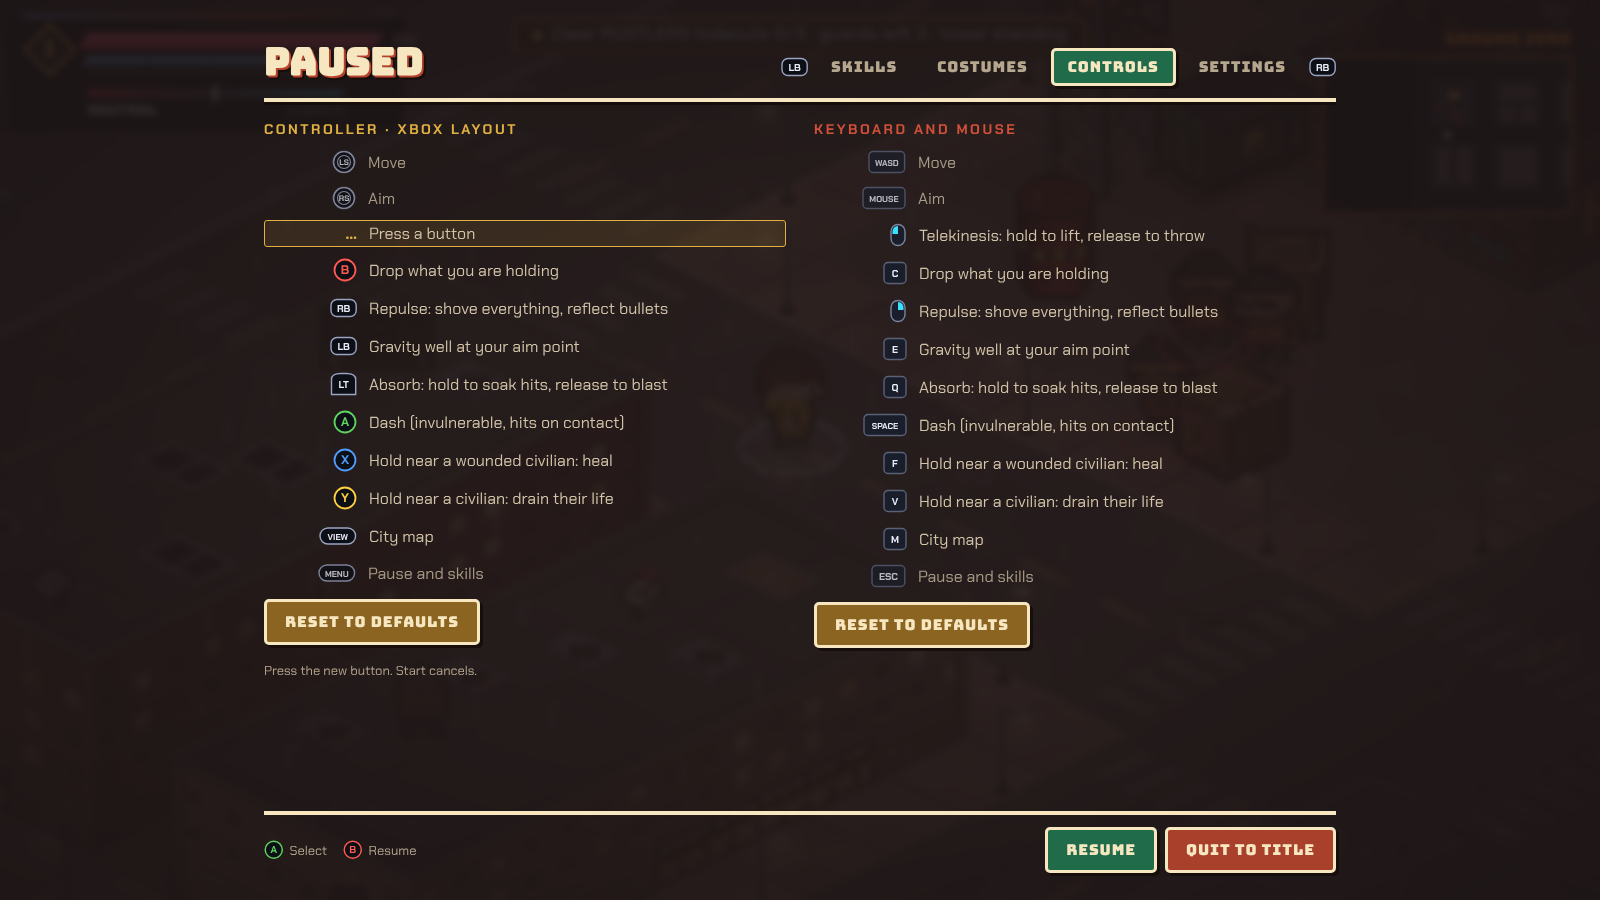 PAUSED
LB SKILLS COSTUMES CONTROLS SETTINGS RB
CONTROLLER · XBOX LAYOUT
LS Move
RS Aim
... Press a button
B Drop what you are holding
RB Repulse: shove everything, reflect bullets
LB Gravity well at your aim point
LT Absorb: hold to soak hits, release to blast
A Dash (invulnerable, hits on contact)
X Hold near a wounded civilian: heal
Y Hold near a civilian: drain their life
VIEW City map
MENU Pause and skills
RESET TO DEFAULTS
Press the new button. Start cancels.
KEYBOARD AND MOUSE
WASD Move
MOUSE Aim
Telekinesis: hold to lift, release to throw
C Drop what you are holding
Repulse: shove everything, reflect bullets
E Gravity well at your aim point
Q Absorb: hold to soak hits, release to blast
SPACE Dash (invulnerable, hits on contact)
F Hold near a wounded civilian: heal
V Hold near a civilian: drain their life
M City map
ESC Pause and skills
RESET TO DEFAULTS
A Select B Resume
RESUME QUIT TO TITLE